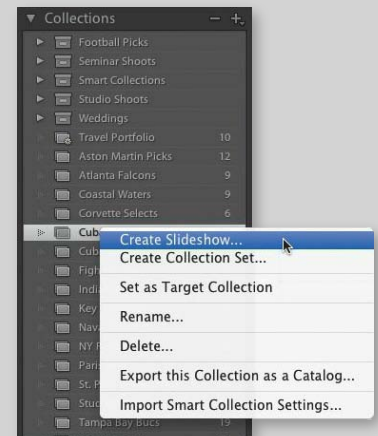 Collections
Football Picks
Seminar Shoots
Smart Collections
Studio Shoots
Weddings
Travel Portfolio 10
Aston Martin Picks 12
Atlanta Falcons 9
Coastal Waters 9
Corvette Selects 6
Create Slideshow...
Create Collection Set...
Set as Target Collection
Rename...
Delete...
Export this Collection as a Catalog...
Import Smart Collection Settings...
Tampa Bay Bucs 19